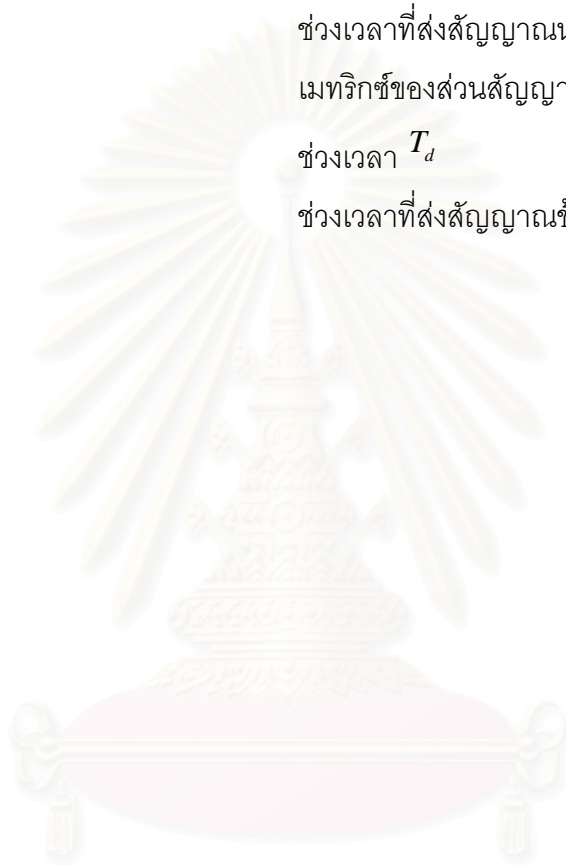 ช่วงเวลาที่ส่งสัญญาณ
เมทริกซ์ของส่วนสัญญา
ช่วงเวลา T_d
ช่วงเวลาที่ส่งสัญญาณ